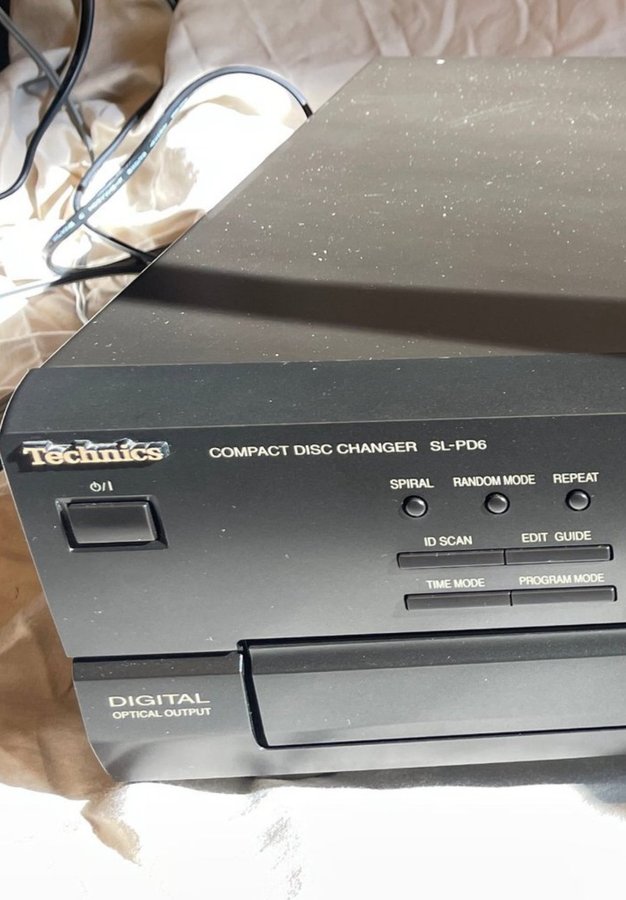 Technics
COMPACT DISC CHANGER SL-PD6
⏻/I
SPIRAL RANDOM MODE REPEAT
ID SCAN EDIT GUIDE
TIME MODE PROGRAM MODE
DIGITAL
OPTICAL OUTPUT